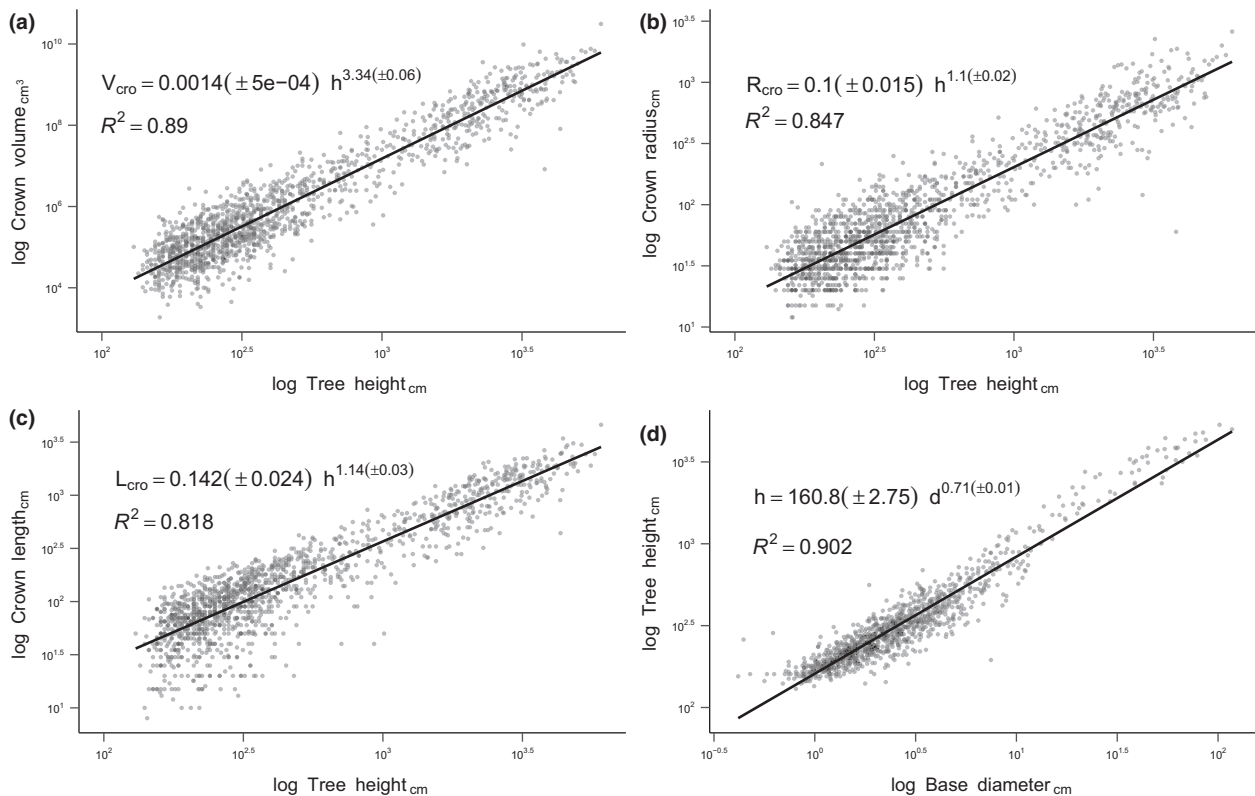 (a)
10^10
10^8
10^6
10^4
log Crown volume_cm³
V_cro = 0.0014(±5e−04) h^3.34(±0.06)
R² = 0.89
10^2
10^2.5
10^3
10^3.5
log Tree height_cm
(b)
10^3.5
10^3
10^2.5
10^2
10^1.5
10^1
log Crown radius_cm
R_cro = 0.1(±0.015) h^1.1(±0.02)
R² = 0.847
10^2
10^2.5
10^3
10^3.5
log Tree height_cm
(c)
10^3.5
10^3
10^2.5
10^2
10^1.5
10^1
log Crown length_cm
L_cro = 0.142(±0.024) h^1.14(±0.03)
R² = 0.818
10^2
10^2.5
10^3
10^3.5
log Tree height_cm
(d)
10^3.5
10^3
10^2.5
10^2
log Tree height_cm
h = 160.8(±2.75) d^0.71(±0.01)
R² = 0.902
10^−0.5
10^0
10^0.5
10^1
10^1.5
10^2
log Base diameter_cm